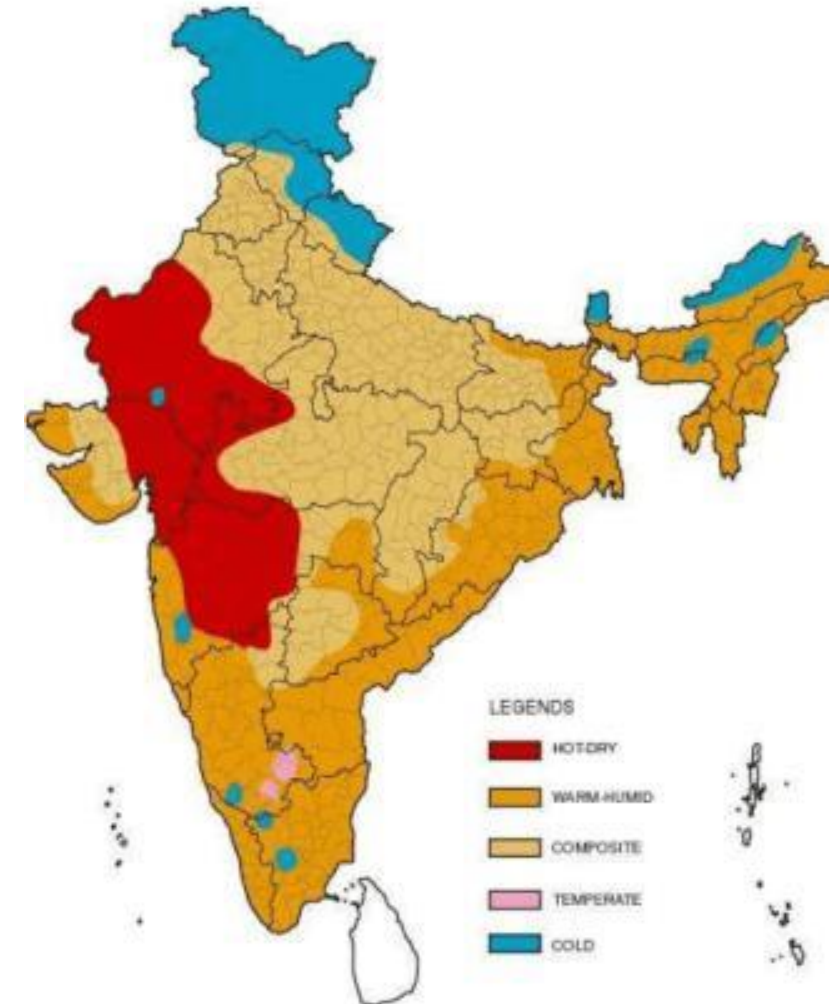 LEGENDS
HOT-DRY
WARM-HUMID
COMPOSITE
TEMPERATE
COLD